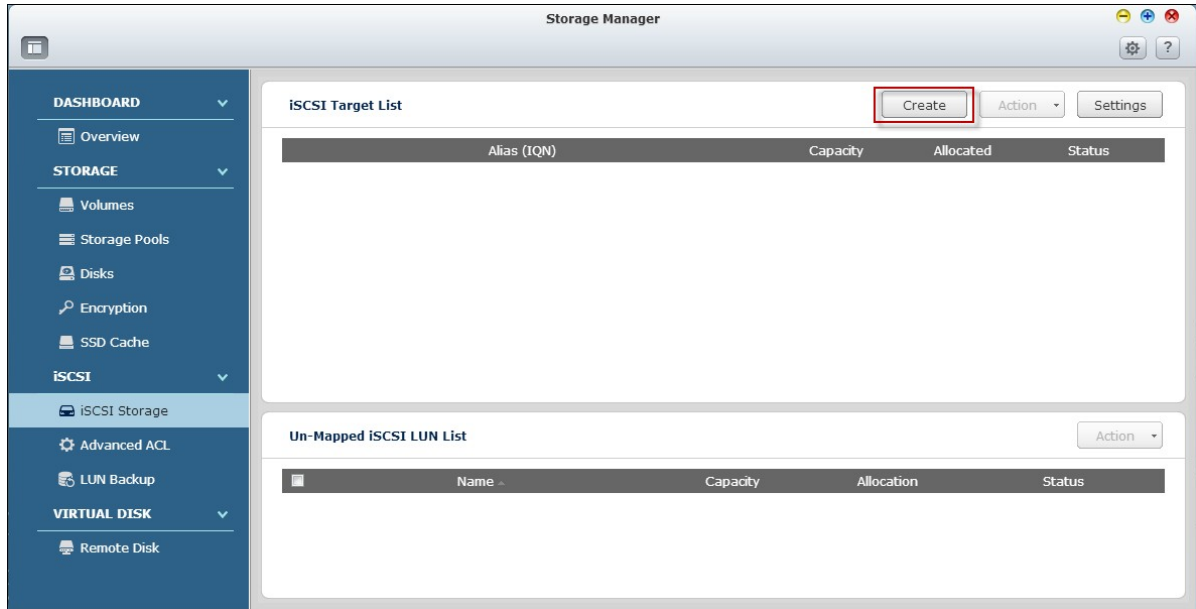 Storage Manager
?
DASHBOARD
Overview
STORAGE
Volumes
Storage Pools
Disks
Encryption
SSD Cache
iSCSI
iSCSI Storage
Advanced ACL
LUN Backup
VIRTUAL DISK
Remote Disk
iSCSI Target List Create Action Settings
Alias (IQN) Capacity Allocated Status
Un-Mapped iSCSI LUN List Action
Name Capacity Allocation Status